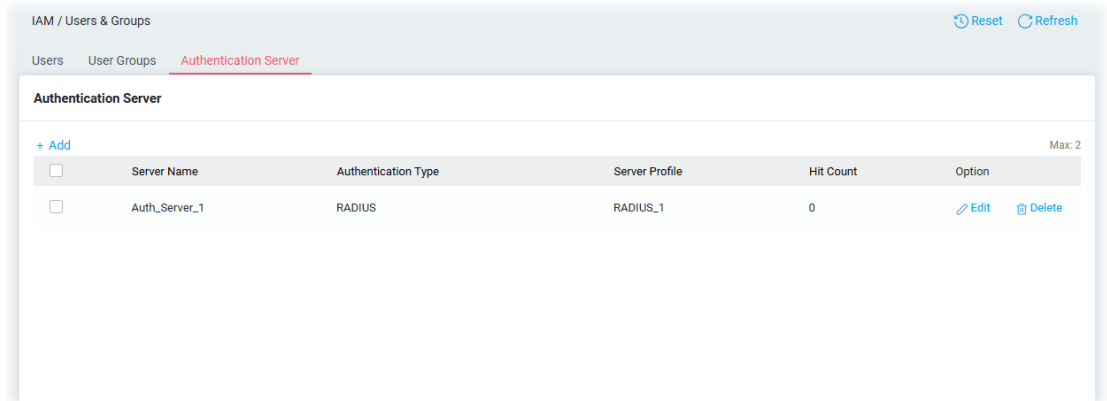 IAM / Users & Groups Reset Refresh
Users User Groups Authentication Server
Authentication Server
+ Add Max: 2
Server Name Authentication Type Server Profile Hit Count Option
Auth_Server_1 RADIUS RADIUS_1 0 Edit Delete